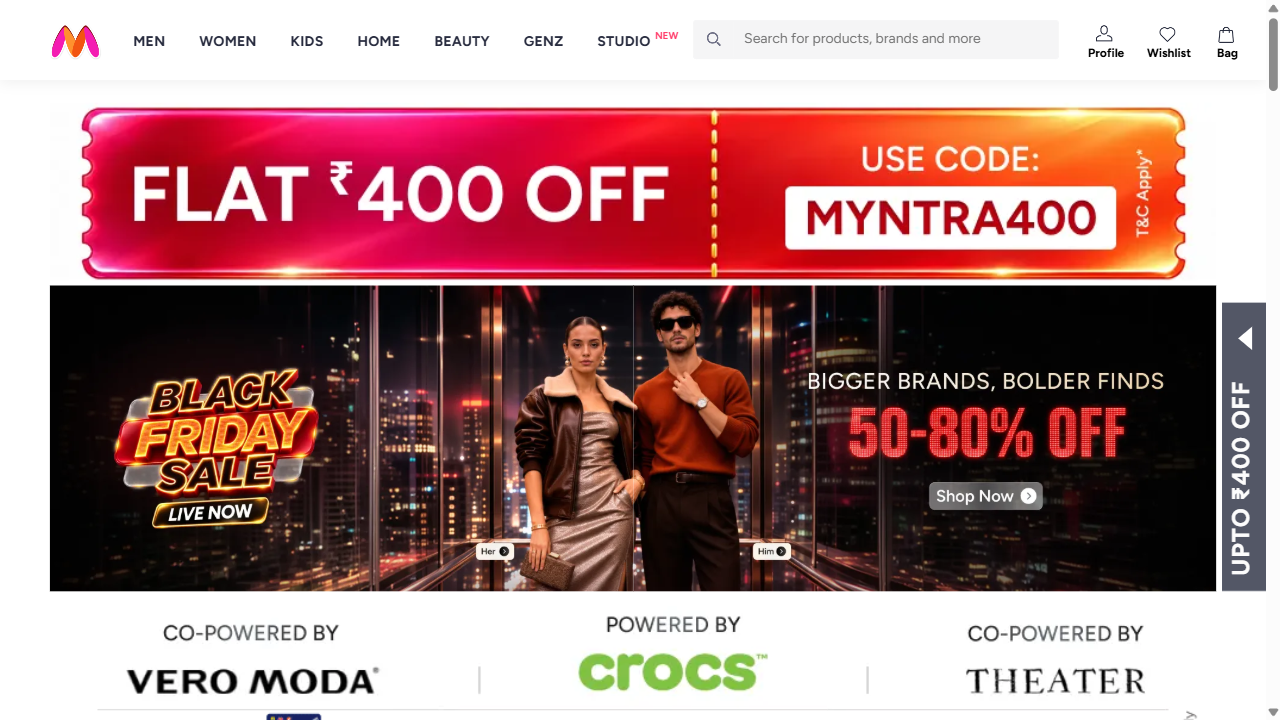 MEN WOMEN KIDS HOME BEAUTY GENZ STUDIO NEW
Search for products, brands and more
Profile Wishlist Bag
FLAT ₹400 OFF
USE CODE:
MYNTRA400
T&C Apply*
BLACK
FRIDAY
SALE
LIVE NOW
Her
Him
BIGGER BRANDS, BOLDER FINDS
50-80% OFF
Shop Now
UPTO ₹400 OFF
CO-POWERED BY
VERO MODA®
POWERED BY
crocs™
CO-POWERED BY
THEATER